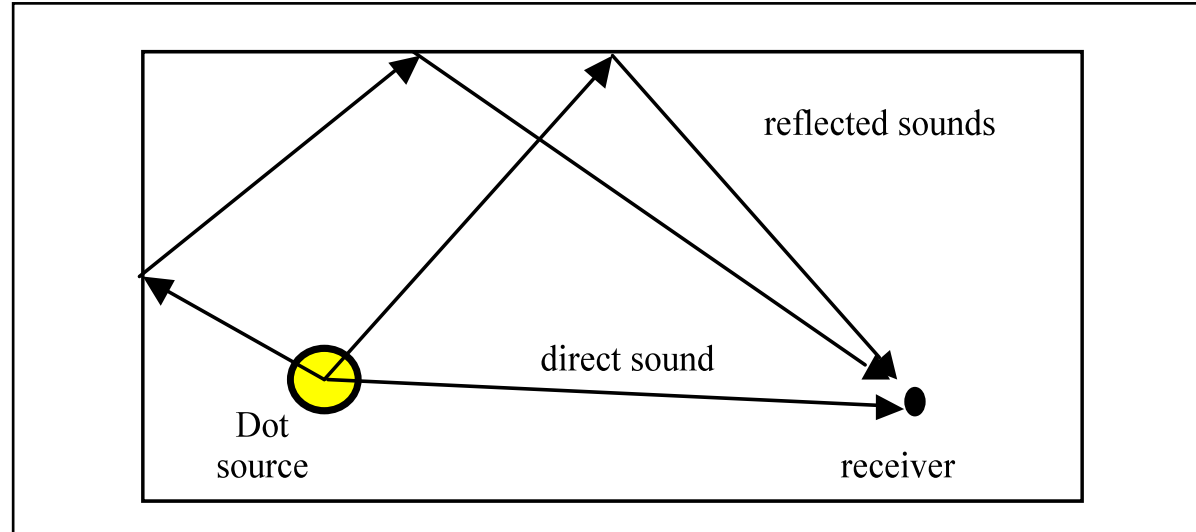 reflected sounds
direct sound
Dot
source
receiver